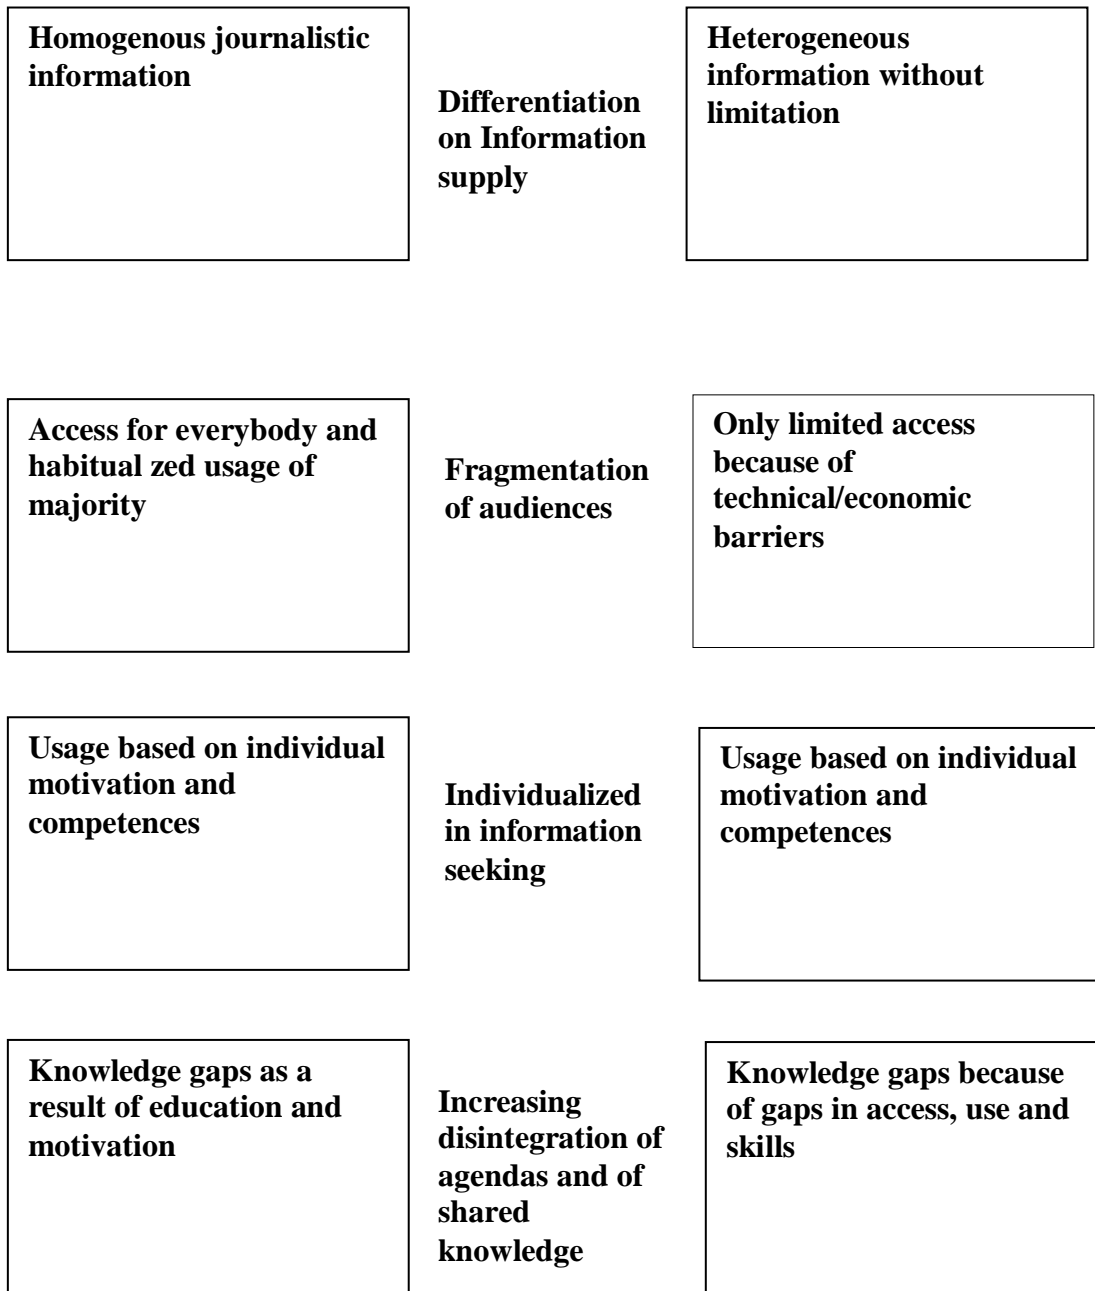 Homogenous journalistic
information
Differentiation
on Information
supply
Heterogeneous
information without
limitation
Access for everybody and
habitual zed usage of
majority
Fragmentation
of audiences
Only limited access
because of
technical/economic
barriers
Usage based on individual
motivation and
competences
Individualized
in information
seeking
Usage based on individual
motivation and
competences
Knowledge gaps as a
result of education and
motivation
Increasing
disintegration of
agendas and of
shared
knowledge
Knowledge gaps because
of gaps in access, use and
skills